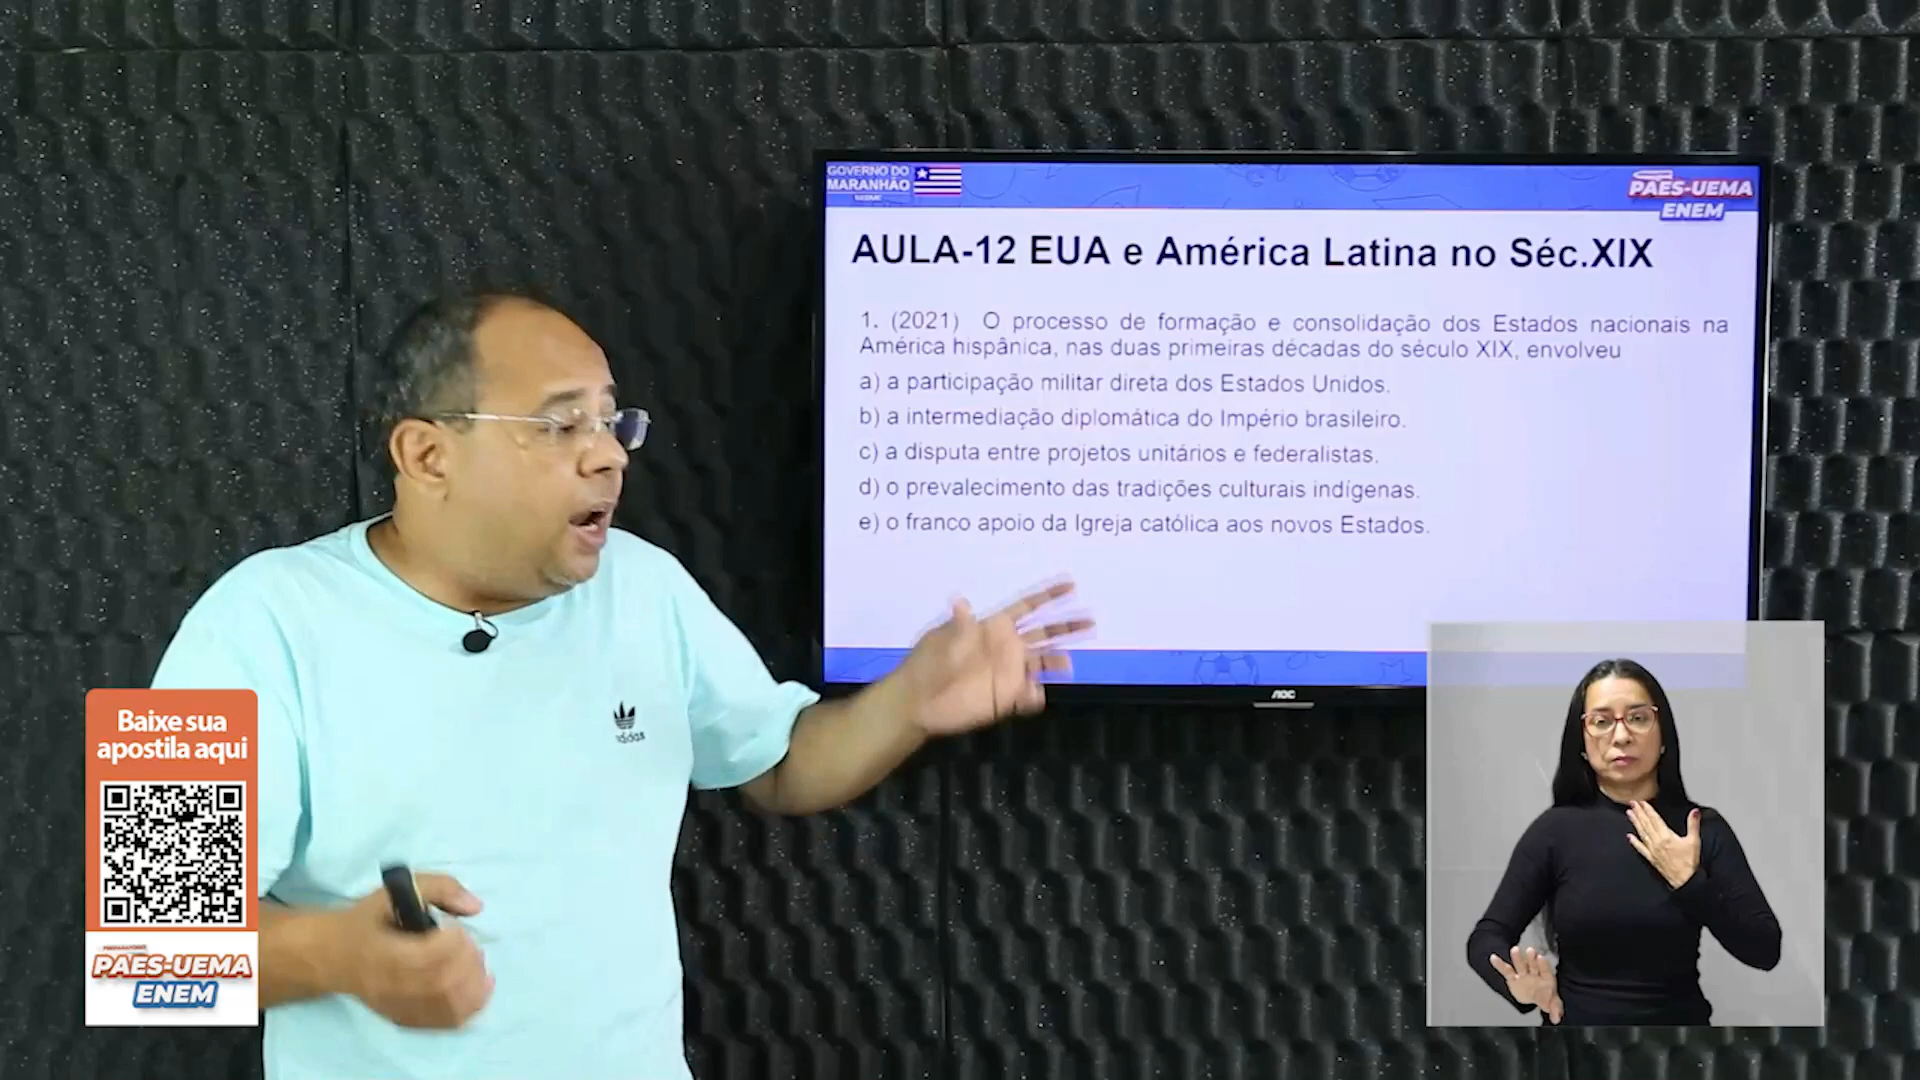 GOVERNO DO
MARANHÃO
PAES-UEMA
ENEM
AULA-12 EUA e América Latina no Séc.XIX
1. (2021) O processo de formação e consolidação dos Estados nacionais na
América hispânica, nas duas primeiras décadas do século XIX, envolveu
a) a participação militar direta dos Estados Unidos.
b) a intermediação diplomática do Império brasileiro.
c) a disputa entre projetos unitários e federalistas.
d) o prevalecimento das tradições culturais indígenas.
e) o franco apoio da Igreja católica aos novos Estados.
AOC
adidas
Baixe sua
apostila aqui
PAES-UEMA
ENEM